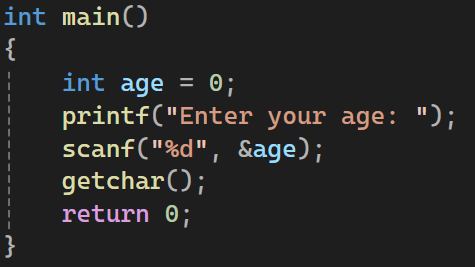 int main()
{
    int age = 0;
    printf("Enter your age: ");
    scanf("%d", &age);
    getchar();
    return 0;
}